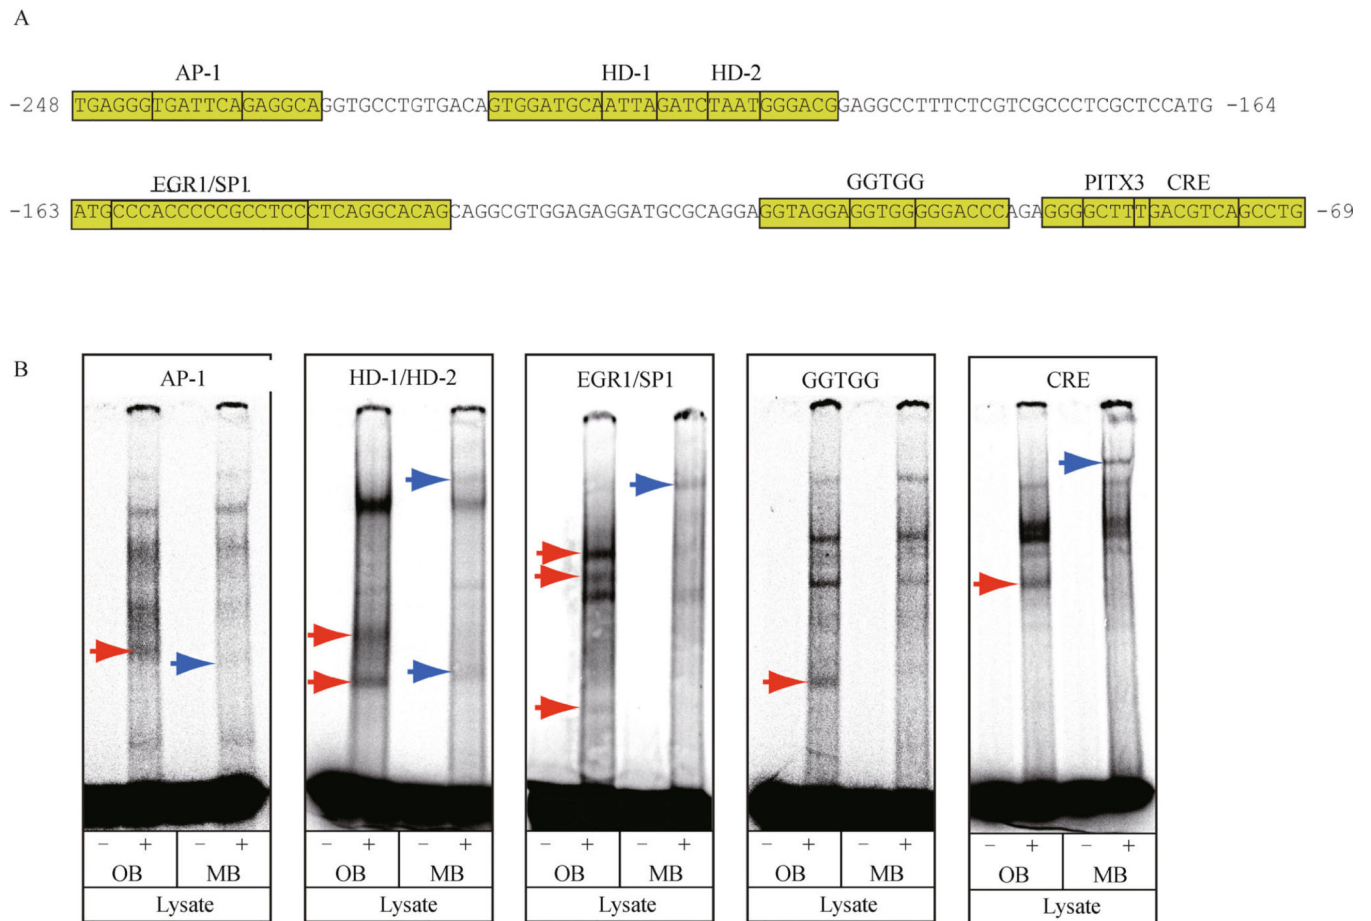 A
AP-1 HD-1 HD-2
-248 TGAGGGTGATTCAGAGGCAGGTGCCTGTGACAGTGGATGCAATTAGATCTAATGGGACGGAGGCCTTTCTCGTCGCCCTCGCTCCATG -164
EGR1/SP1 GGTGG PITX3 CRE
-163 ATGCCCACCCCCGCCTCCCTCAGGCACAGCAGGCGTGGAGAGGATGCGCAGGAGGTAGGAGGTGGGGGACCCAGAGGGGCTTTGACGTCAGCCTG -69
B
AP-1 HD-1/HD-2 EGR1/SP1 GGTGG CRE
− + − + − + − + − + − + − + − + − + − +
OB MB OB MB OB MB OB MB OB MB
Lysate Lysate Lysate Lysate Lysate